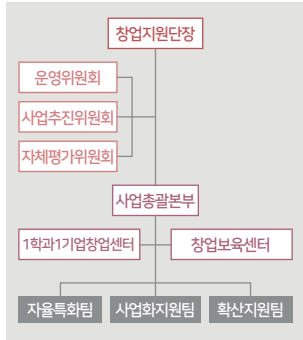 창업지원단장
운영위원회
사업추진위원회
자체평가위원회
사업총괄본부
1학과1기업창업센터
창업보육센터
자율특화팀
사업화지원팀
확산지원팀